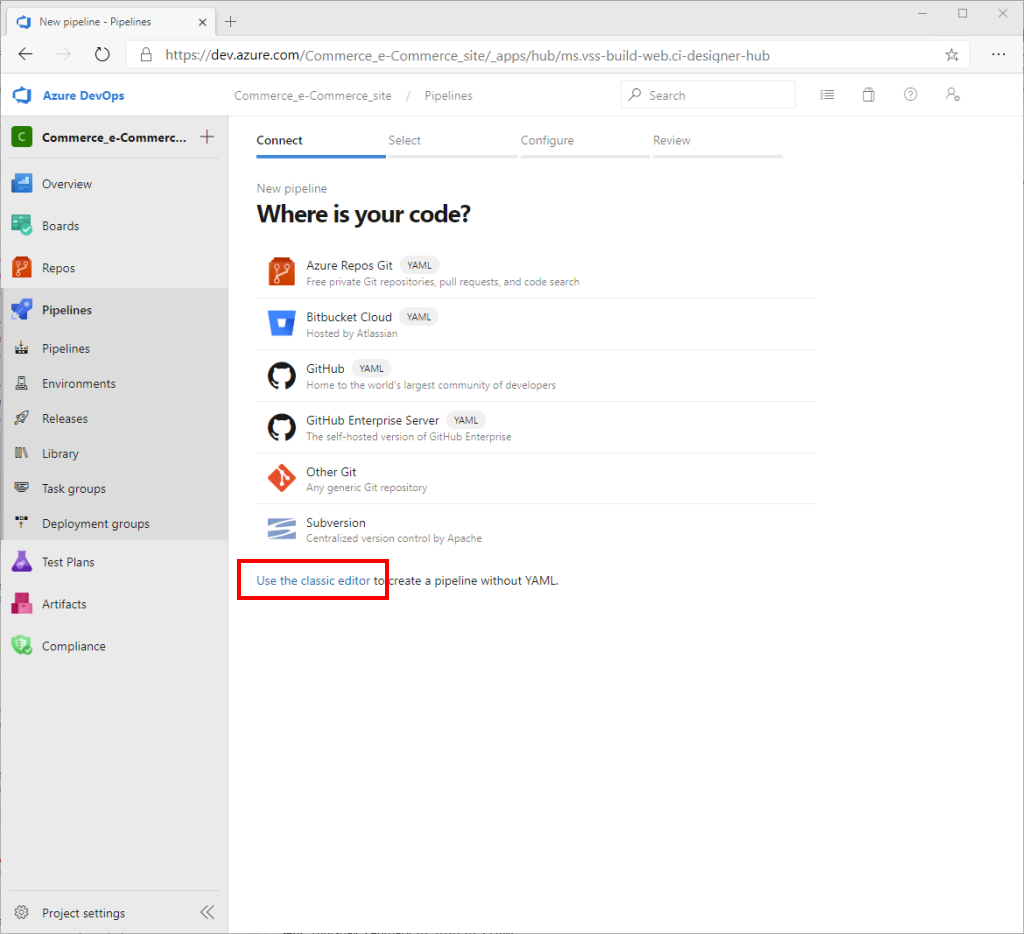 New pipeline - Pipelines
https://dev.azure.com/Commerce_e-Commerce_site/_apps/hub/ms.vss-build-web.ci-designer-hub
Azure DevOps
Commerce_e-Commerce_site / Pipelines
Search
C
Commerce_e-Commerc...
Overview
Boards
Repos
Pipelines
Pipelines
Environments
Releases
Library
Task groups
Deployment groups
Test Plans
Artifacts
Compliance
Project settings
Connect
Select
Configure
Review
New pipeline
Where is your code?
Azure Repos Git YAML
Free private Git repositories, pull requests, and code search
Bitbucket Cloud YAML
Hosted by Atlassian
GitHub YAML
Home to the world's largest community of developers
GitHub Enterprise Server YAML
The self-hosted version of GitHub Enterprise
Other Git
Any generic Git repository
Subversion
Centralized version control by Apache
Use the classic editor to create a pipeline without YAML.